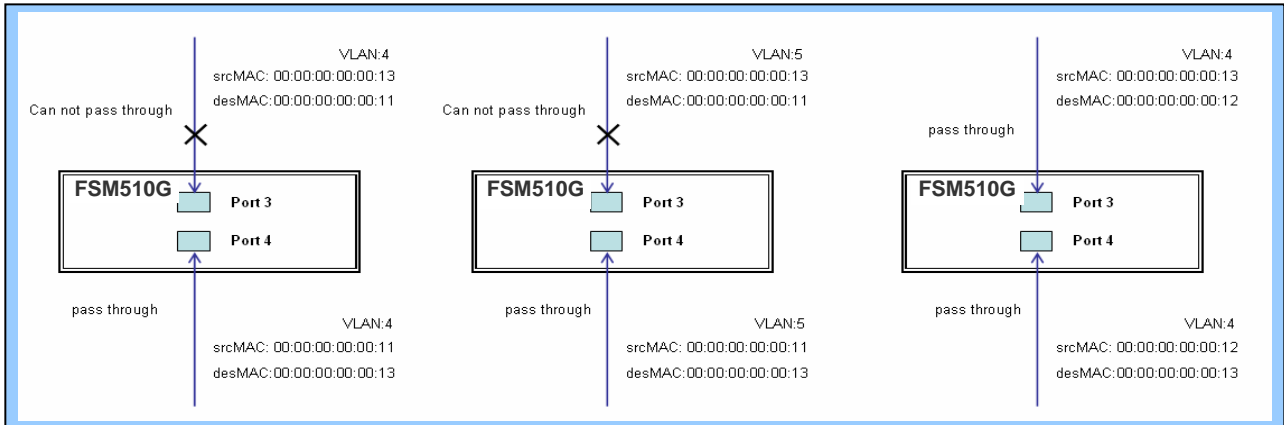 VLAN:4
srcMAC: 00:00:00:00:00:13
desMAC:00:00:00:00:00:11
Can not pass through
FSM510G
Port 3
Port 4
pass through
VLAN:4
srcMAC: 00:00:00:00:00:11
desMAC:00:00:00:00:00:13
VLAN:5
srcMAC: 00:00:00:00:00:13
desMAC:00:00:00:00:00:11
Can not pass through
FSM510G
Port 3
Port 4
pass through
VLAN:5
srcMAC: 00:00:00:00:00:11
desMAC:00:00:00:00:00:13
VLAN:4
srcMAC: 00:00:00:00:00:13
desMAC:00:00:00:00:00:12
pass through
FSM510G
Port 3
Port 4
pass through
VLAN:4
srcMAC: 00:00:00:00:00:12
desMAC:00:00:00:00:00:13